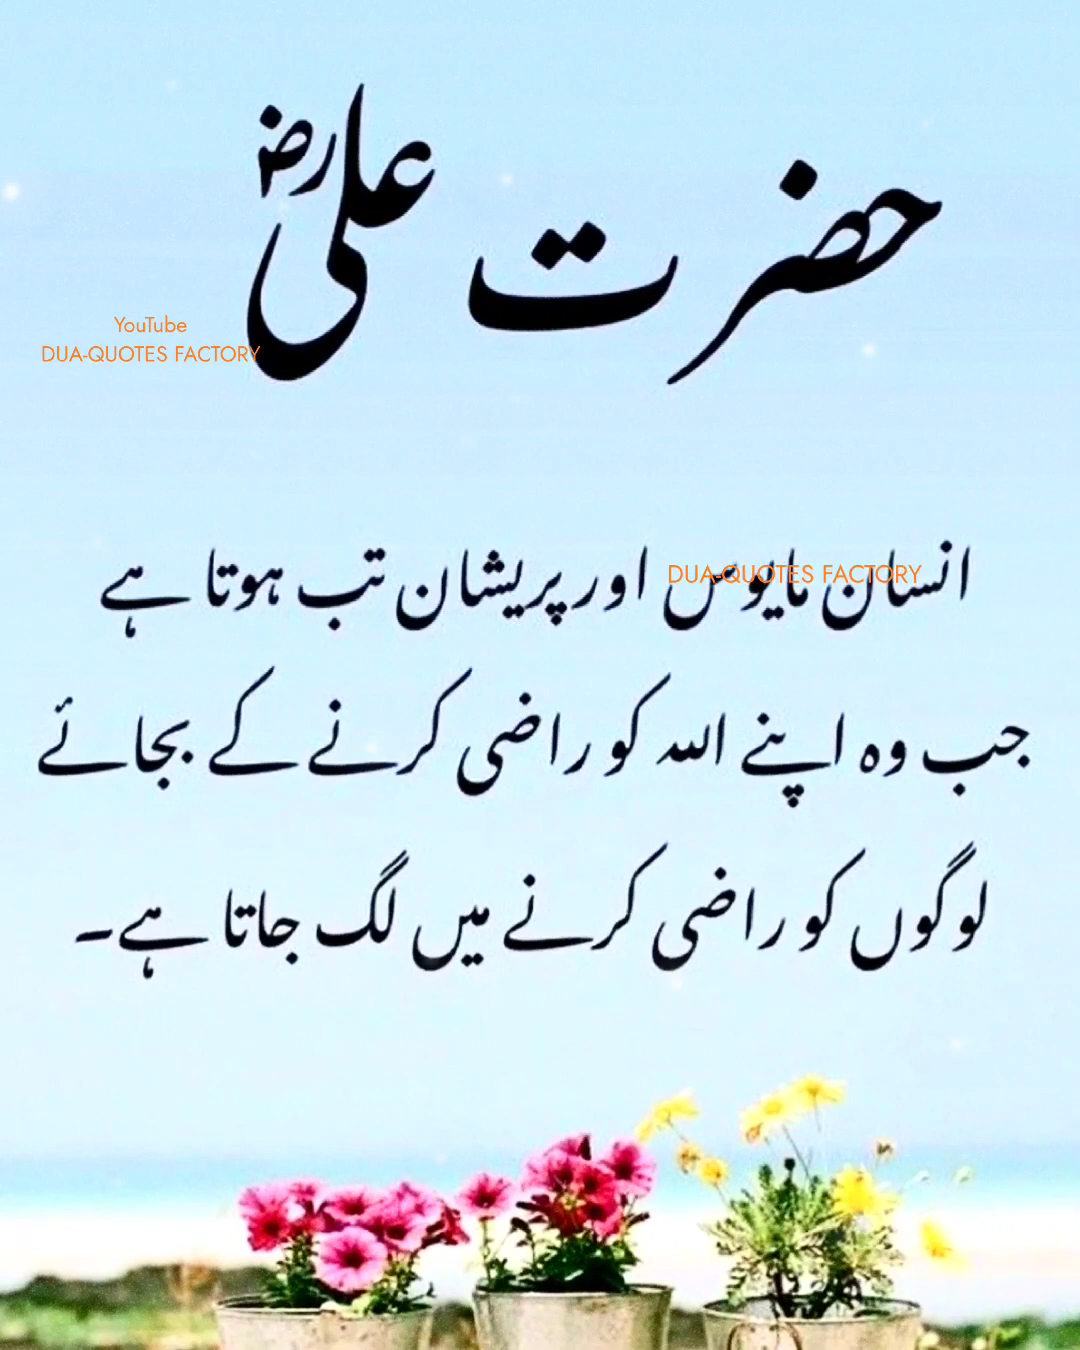 حضرت علیؓ
YouTube
DUA-QUOTES FACTORY
انسان مایوس اور پریشان تب ہوتا ہے
DUA-QUOTES FACTORY
جب وہ اپنے اللہ کو راضی کرنے کے بجائے
لوگوں کو راضی کرنے میں لگ جاتا ہے۔